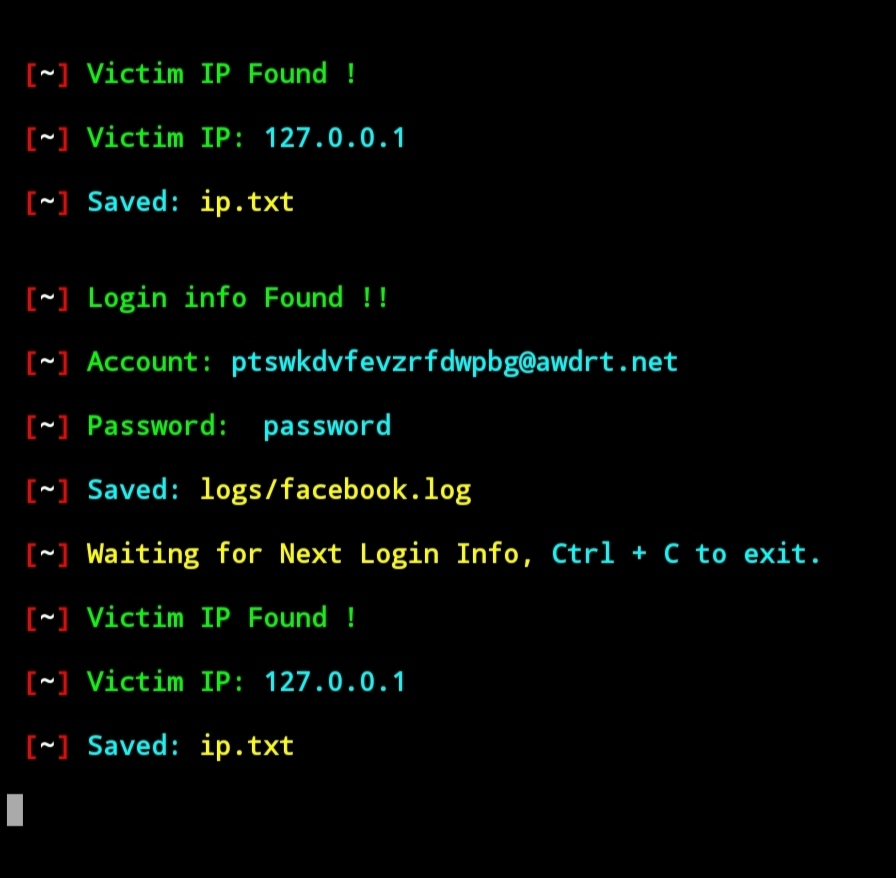 [~] Victim IP Found !
[~] Victim IP: 127.0.0.1
[~] Saved: ip.txt
[~] Login info Found !!
[~] Account: ptswkdvfevzrfdwpbg@awdrt.net
[~] Password:  password
[~] Saved: logs/facebook.log
[~] Waiting for Next Login Info, Ctrl + C to exit.
[~] Victim IP Found !
[~] Victim IP: 127.0.0.1
[~] Saved: ip.txt